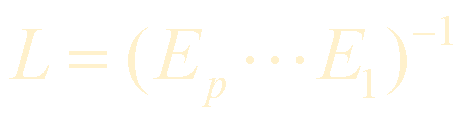 L = (E_p ⋯ E_1)^{-1}